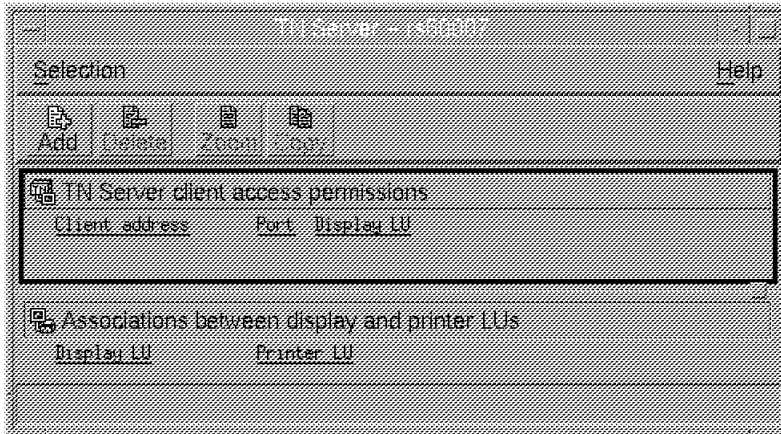 TN Server - rs60007
Selection Help
Add Delete Zoom Copy
TN Server client access permissions
Client address Port Display LU
Associations between display and printer LUs
Display LU Printer LU